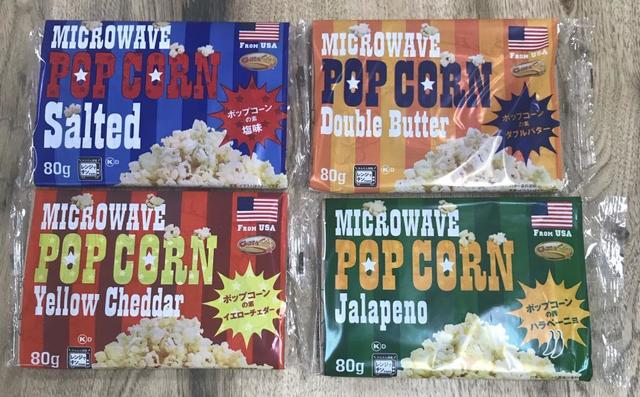 MICROWAVE
POP CORN
Salted
FROM USA
ポップコーン
の素
塩味
80g
K D
MICROWAVE
POP CORN
Double Butter
FROM USA
ポップコーン
の素
ダブルバター
80g
K D
MICROWAVE
POP CORN
Yellow Cheddar
FROM USA
ポップコーン
の素
イエローチェダー
80g
K D
MICROWAVE
POP CORN
Jalapeno
FROM USA
ポップコーン
の素
ハラペーニョ
80g
K D